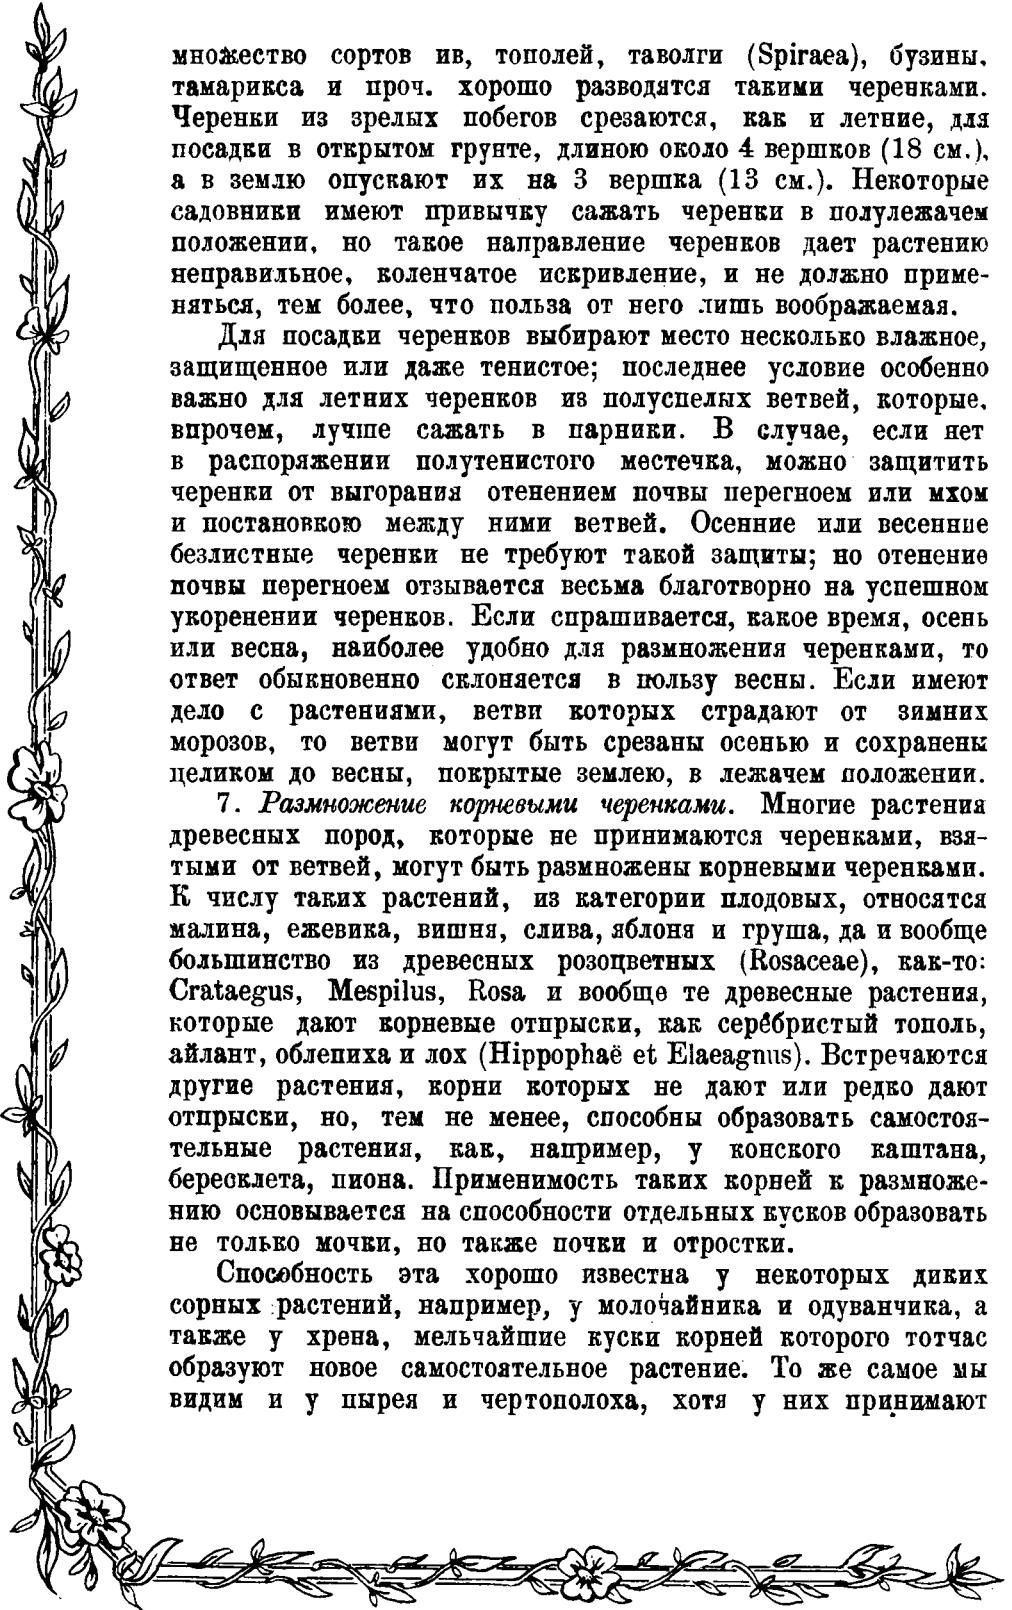 множество сортов ив, тополей, таволги (Spiraea), бузины,
тамарикса и проч. хорошо разводятся такими черенками.
Черенки из зрелых побегов срезаются, как и летние, для
посадки в открытом грунте, длиною около 4 вершков (18 см.),
а в землю опускают их на 3 вершка (13 см.). Некоторые
садовники имеют привычку сажать черенки в полулежачем
положении, но такое направление черенков дает растению
неправильное, коленчатое искривление, и не должно приме-
няться, тем более, что польза от него лишь воображаемая.
Для посадки черенков выбирают место несколько влажное,
защищенное или даже тенистое; последнее условие особенно
важно для летних черенков из полуспелых ветвей, которые,
впрочем, лучше сажать в парники. В случае, если нет
в распоряжении полутенистого местечка, можно защитить
черенки от выгорания отенением почвы перегноем или мхом
и постановкою между ними ветвей. Осенние или весенние
безлистные черенки не требуют такой защиты; но отенение
почвы перегноем отзывается весьма благотворно на успешном
укоренении черенков. Если спрашивается, какое время, осень
или весна, наиболее удобно для размножения черенками, то
ответ обыкновенно склоняется в пользу весны. Если имеют
дело с растениями, ветви которых страдают от зимних
морозов, то ветви могут быть срезаны осенью и сохранены
целиком до весны, покрытые землею, в лежачем положении.
7. Размножение корневыми черенками. Многие растения
древесных пород, которые не принимаются черенками, взя-
тыми от ветвей, могут быть размножены корневыми черенками.
К числу таких растений, из категории плодовых, относятся
малина, ежевика, вишня, слива, яблоня и груша, да и вообще
большинство из древесных розоцветных (Rosaceae), как-то:
Crataegus, Mespilus, Rosa и вообще те древесные растения,
которые дают корневые отпрыски, как серебристый тополь,
айлант, облепиха и лох (Hippophaë et Elaeagnus). Встречаются
другие растения, корни которых не дают или редко дают
отпрыски, но, тем не менее, способны образовать самостоя-
тельные растения, как, например, у конского каштана,
бересклета, пиона. Применимость таких корней к размноже-
нию основывается на способности отдельных кусков образовать
не только мочки, но также почки и отростки.
Способность эта хорошо известна у некоторых диких
сорных растений, например, у молочайника и одуванчика, а
также у хрена, мельчайшие куски корней которого тотчас
образуют новое самостоятельное растение. То же самое мы
видим и у пырея и чертополоха, хотя у них принимают